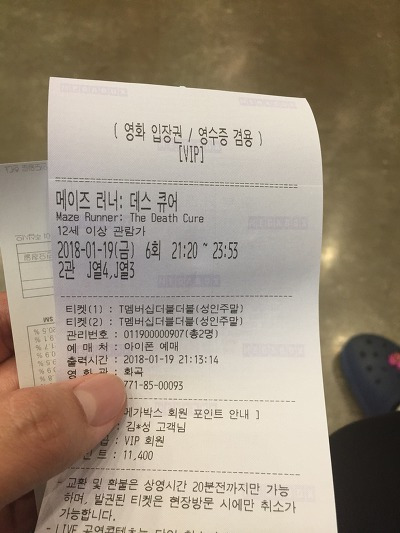 ( 영화 입장권 / 영수증 겸용 )
[VIP]
메이즈 러너: 데스 큐어
Maze Runner: The Death Cure
12세 이상 관람가
2018-01-19(금) 6회 21:20 ~ 23:53
2관 J열4,J열3
티켓(1) : T멤버십더블더블(성인주말)
티켓(2) : T멤버십더블더블(성인주말)
관리번호 : 011900000907(총2명)
예 매 처 : 아이폰 예매
출력시간 : 2018-01-19 21:13:14
영 화 관 : 화곡
771-85-00093
메가박스 회원 포인트 안내 ]
: 김*성 고객님
: VIP 회원
트 : 11,400
- 교환 및 환불은 상영시간 20분전까지만 가능
하며, 발권된 티켓은 현장방문 시에만 취소가
가능합니다.
- LIVE